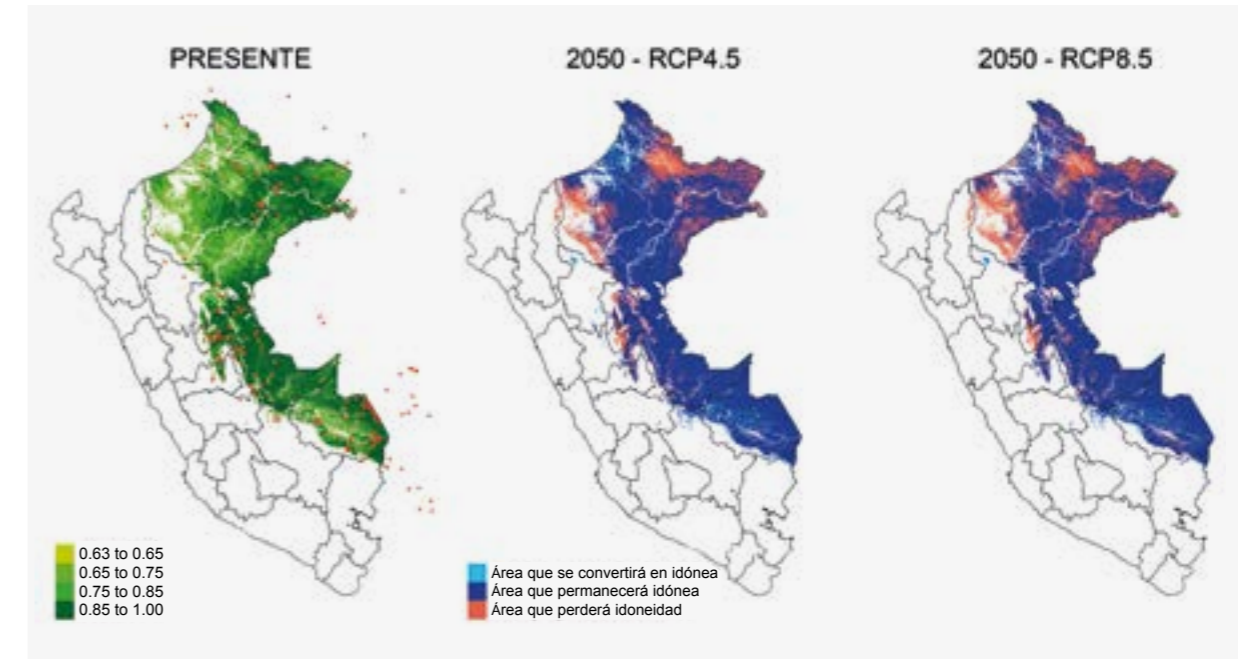 PRESENTE
2050 - RCP4.5
2050 - RCP8.5
0.63 to 0.65
0.65 to 0.75
0.75 to 0.85
0.85 to 1.00
Área que se convertirá en idónea
Área que permanecerá idónea
Área que perderá idoneidad